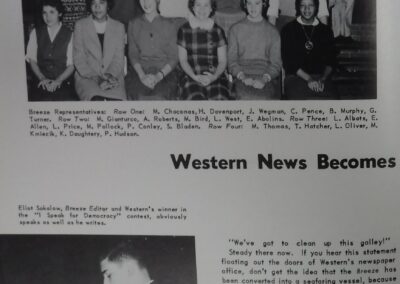 Breeze Representatives: Row One: M. Chaconas, H. Davenport, J. Wegman, C. Pence, B. Murphy, G.
Turner. Row Two: M. Gianturco, A. Roberts, M. Bird, L. West, E. Abolins. Row Three: L. Albats, E.
Allen, L. Price, M. Pollock, P. Conley, S. Bladen. Row Four: M. Thomas, T. Hatcher, L. Oliver, M.
Kmiecik, K. Daughtery, P. Hudson.
Western News Becomes
Eliot Sokolow, Breeze Editor and Western's winner in
the "I Speak for Democracy" contest, obviously
speaks as well as he writes.
"We've got to clean up this galley!"
Steady there now. If you hear this statement
floating out the doors of Western's newspaper
office, don't get the idea that the Breeze has
been converted into a seafaring vessel, because